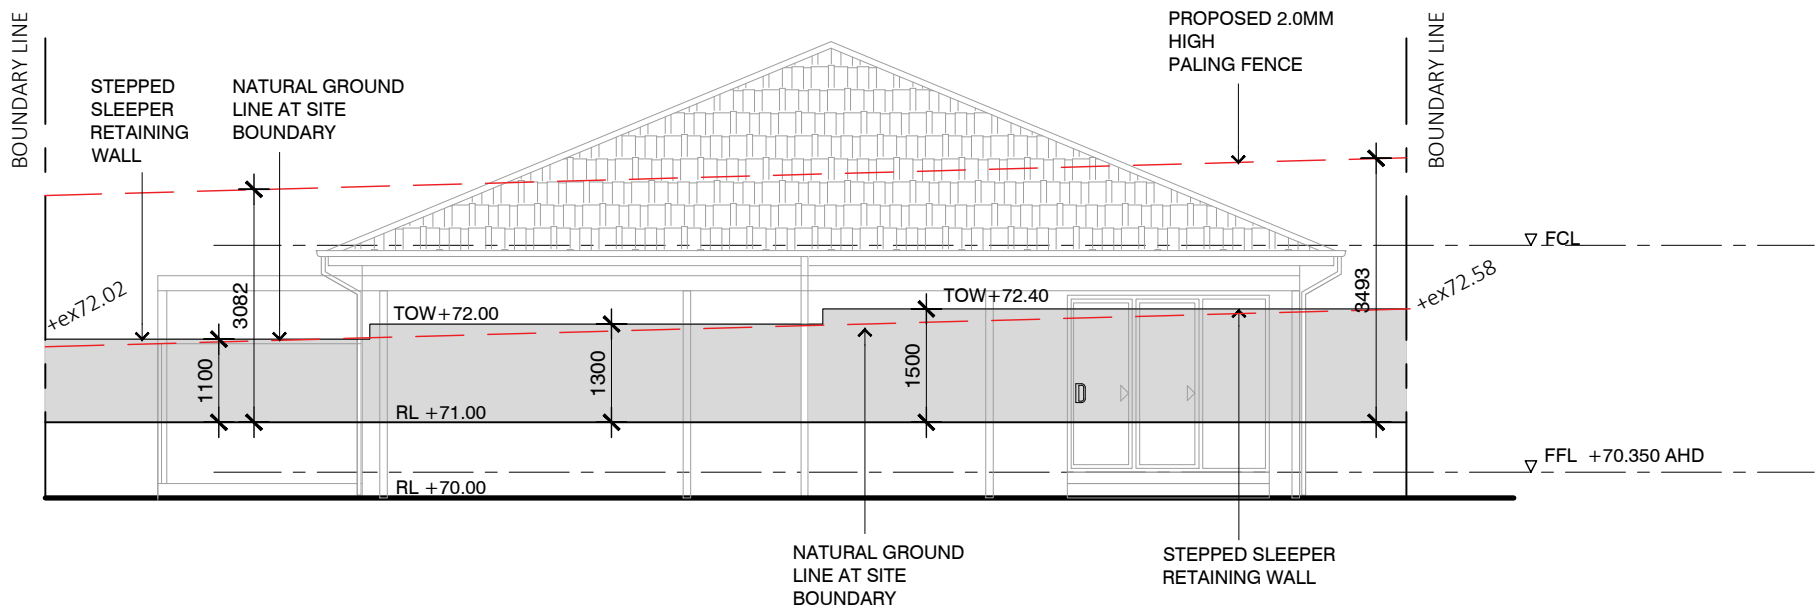 BOUNDARY LINE
STEPPED
SLEEPER
RETAINING
WALL
NATURAL GROUND
LINE AT SITE
BOUNDARY
PROPOSED 2.0MM
HIGH
PALING FENCE
BOUNDARY LINE
FCL
+ex72.02
3082
TOW+72.00
TOW+72.40
3493
+ex72.58
1100
1300
1500
RL +71.00
FFL +70.350 AHD
RL +70.00
NATURAL GROUND
LINE AT SITE
BOUNDARY
STEPPED SLEEPER
RETAINING WALL